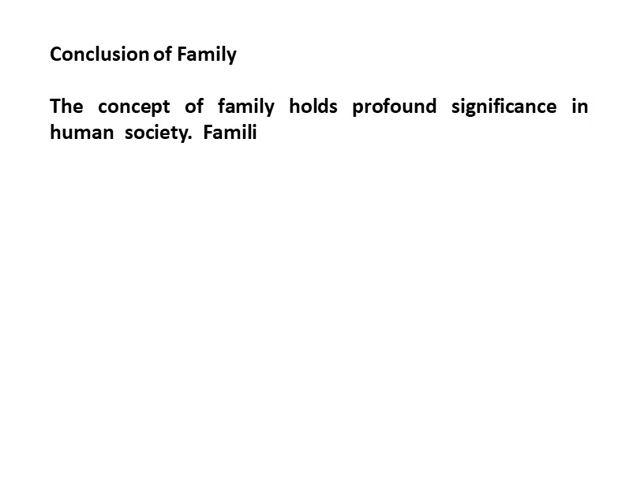 Conclusion of Family
The concept of family holds profound significance in
human society. Famili